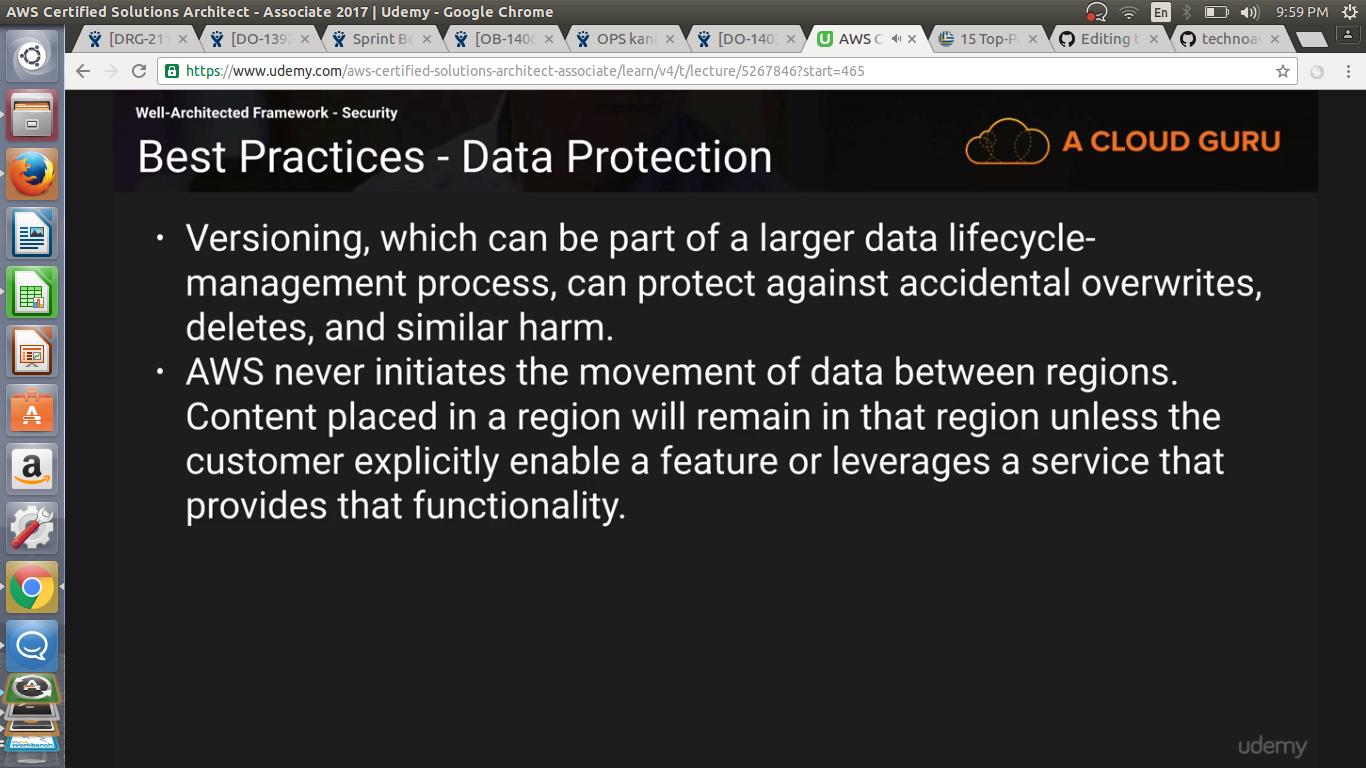 AWS Certified Solutions Architect - Associate 2017 | Udemy - Google Chrome
En
9:59 PM
[DRG-211
[DO-139
Sprint Bo
[OB-140
OPS kan
[DO-140
AWS C
15 Top-P
Editing t
technoa
https://www.udemy.com/aws-certified-solutions-architect-associate/learn/v4/t/lecture/5267846?start=465
Well-Architected Framework - Security
Best Practices - Data Protection
A CLOUD GURU
• Versioning, which can be part of a larger data lifecycle-
management process, can protect against accidental overwrites,
deletes, and similar harm.
• AWS never initiates the movement of data between regions.
Content placed in a region will remain in that region unless the
customer explicitly enable a feature or leverages a service that
provides that functionality.
udemy